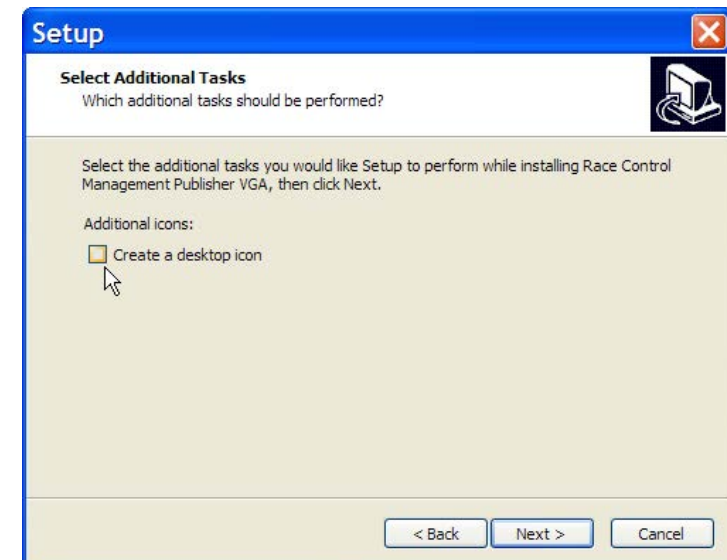 Setup
Select Additional Tasks
Which additional tasks should be performed?
Select the additional tasks you would like Setup to perform while installing Race Control
Management Publisher VGA, then click Next.
Additional icons:
Create a desktop icon
< Back
Next >
Cancel